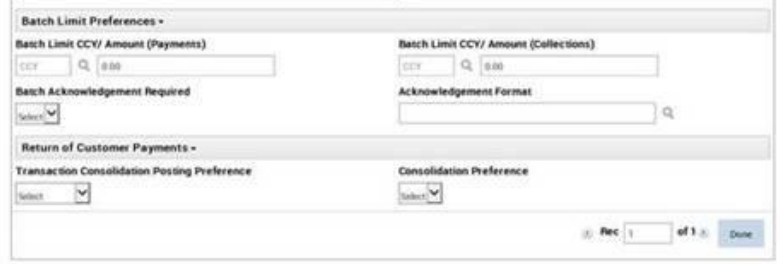 Batch Limit Preferences
Batch Limit CCY/ Amount (Payments) Batch Limit CCY/ Amount (Collections)
CCY 0.00 CCY 0.00
Batch Acknowledgement Required Acknowledgement Format
Select
Return of Customer Payments
Transaction Consolidation Posting Preference Consolidation Preference
Select Select
Rec 1 of 1 Done